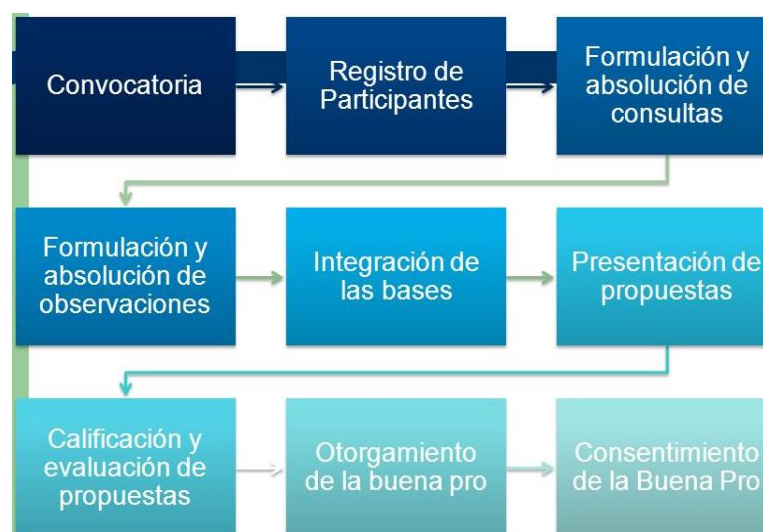 Convocatoria
Registro de
Participantes
Formulación y
absolución de
consultas
Formulación y
absolución de
observaciones
Integración de
las bases
Presentación de
propuestas
Calificación y
evaluación de
propuestas
Otorgamiento
de la buena pro
Consentimiento
de la Buena Pro